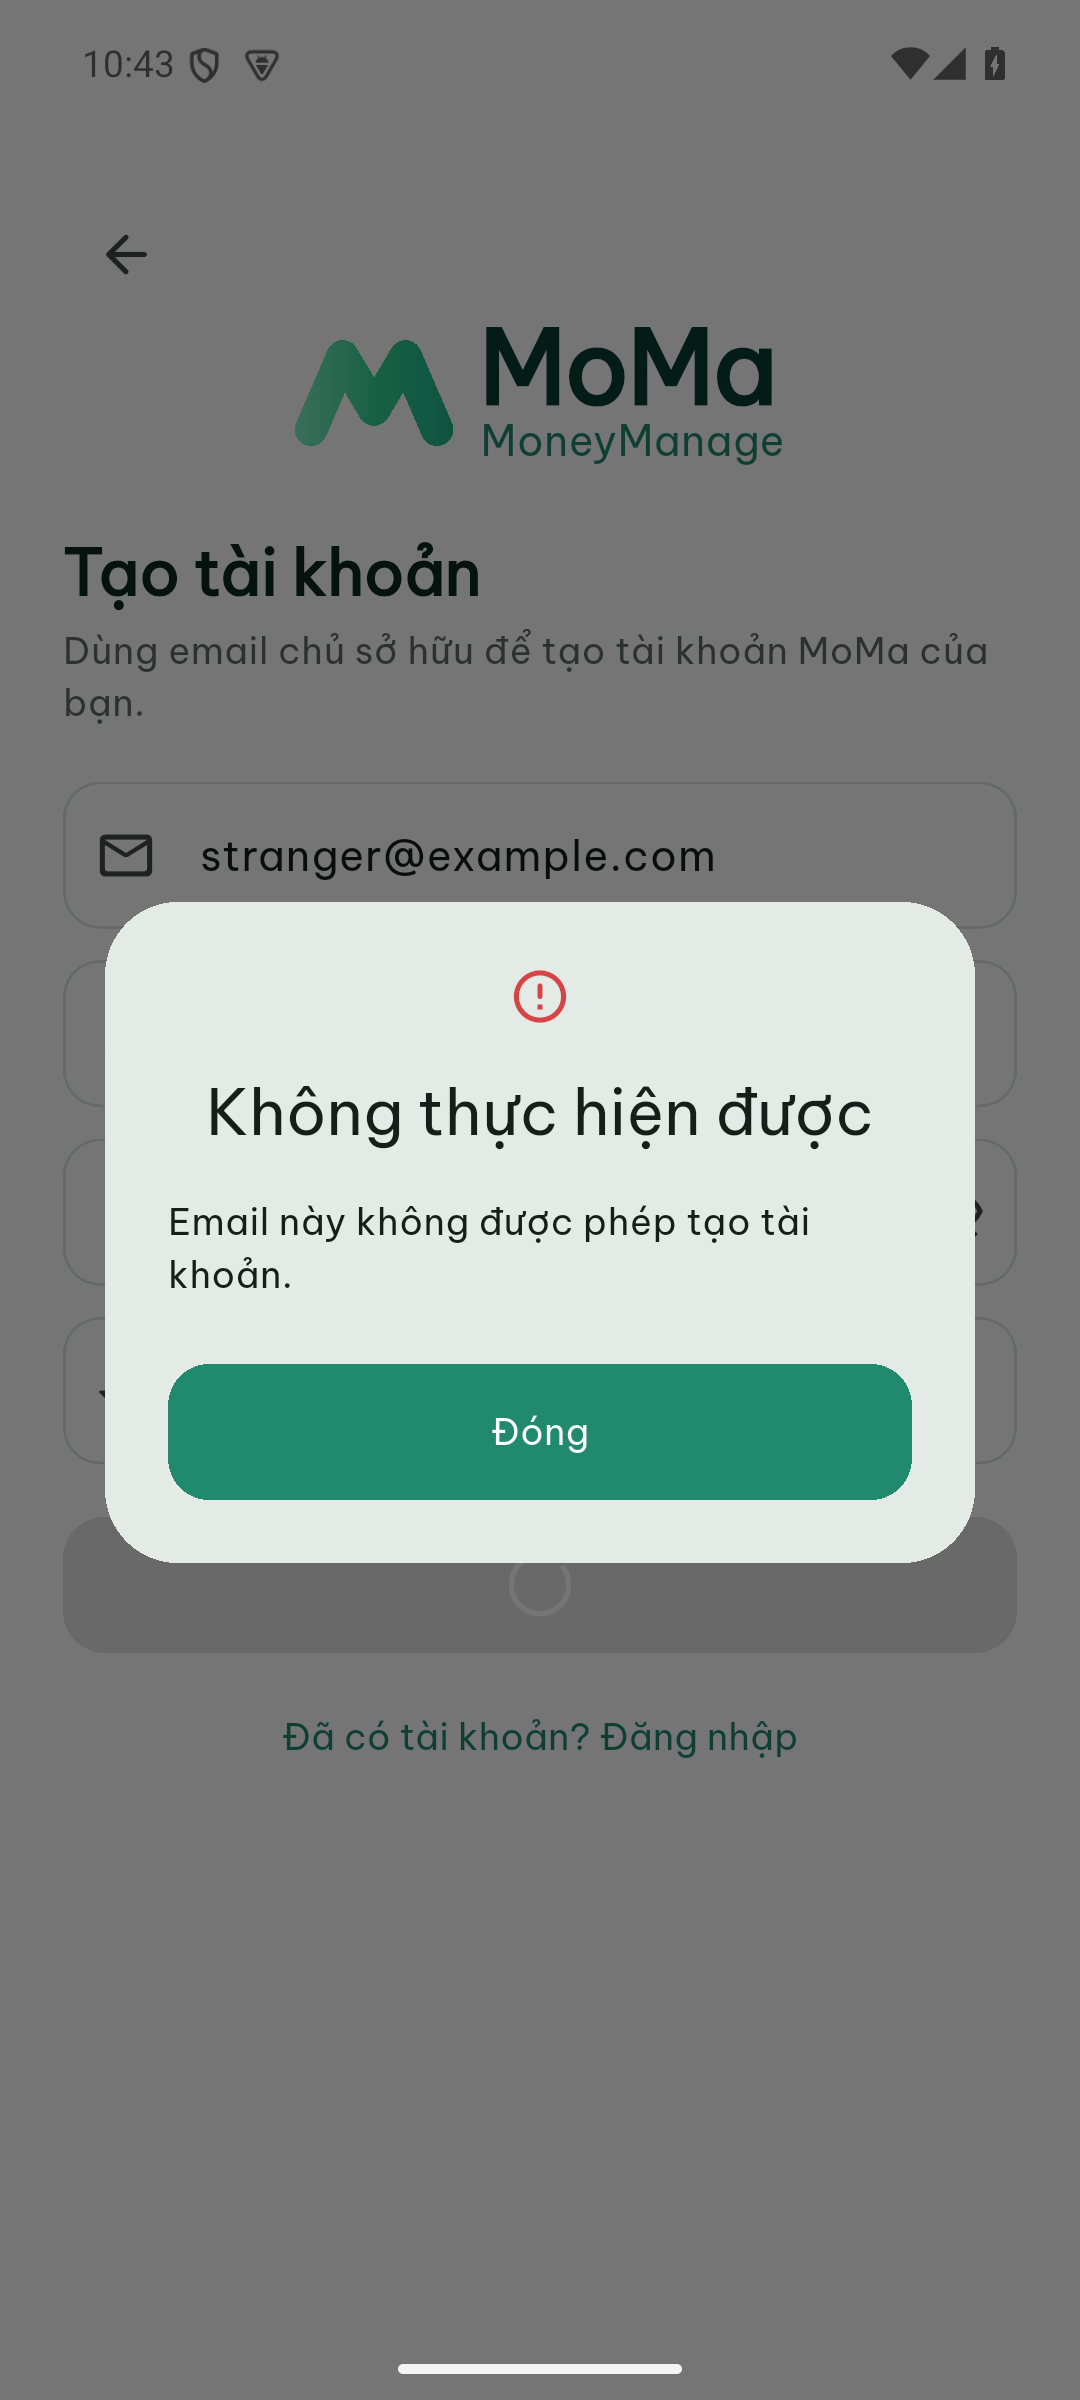 10:43
MoMa
MoneyManage
Tạo tài khoản
Dùng email chủ sở hữu để tạo tài khoản MoMa của
bạn.
stranger@example.com
Không thực hiện được
Email này không được phép tạo tài
khoản.
Đóng
Đã có tài khoản? Đăng nhập